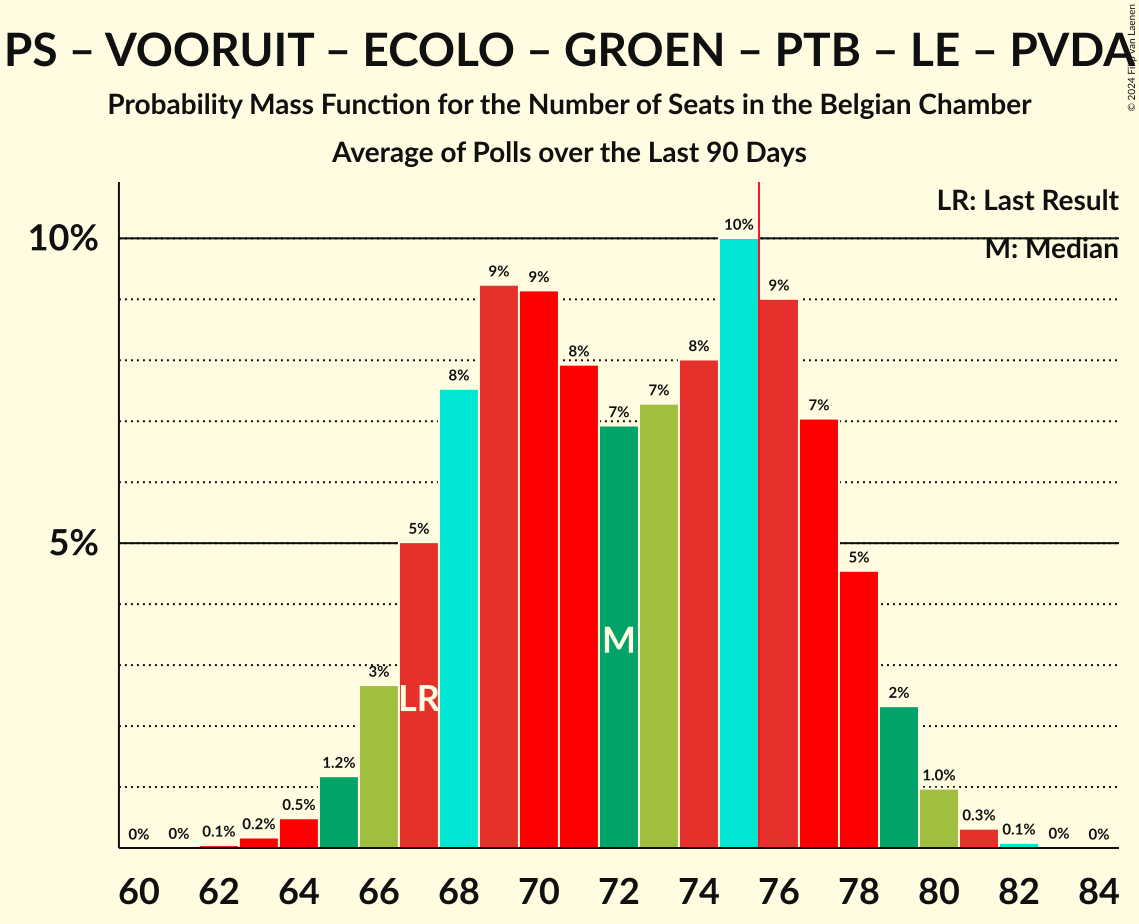 PS – VOORUIT – ECOLO – GROEN – PTB – LE – PVDA
© 2024 Filip van Laenen
Probability Mass Function for the Number of Seats in the Belgian Chamber
Average of Polls over the Last 90 Days
LR: Last Result
M: Median
10%
5%
0% 0% 0.1% 0.2% 0.5% 1.2% 3% 5% 8% 9% 9% 8% 7% 7% 8% 10% 9% 7% 5% 2% 1.0% 0.3% 0.1% 0% 0%
M
LR
60 62 64 66 68 70 72 74 76 78 80 82 84